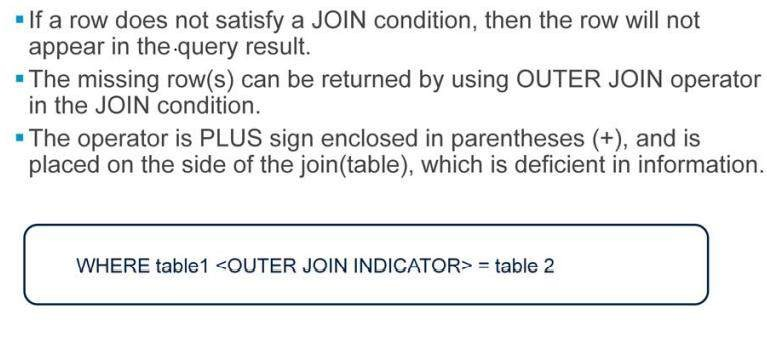 ▪ If a row does not satisfy a JOIN condition, then the row will not
appear in the query result.
▪ The missing row(s) can be returned by using OUTER JOIN operator
in the JOIN condition.
▪ The operator is PLUS sign enclosed in parentheses (+), and is
placed on the side of the join(table), which is deficient in information.
WHERE table1 <OUTER JOIN INDICATOR> = table 2